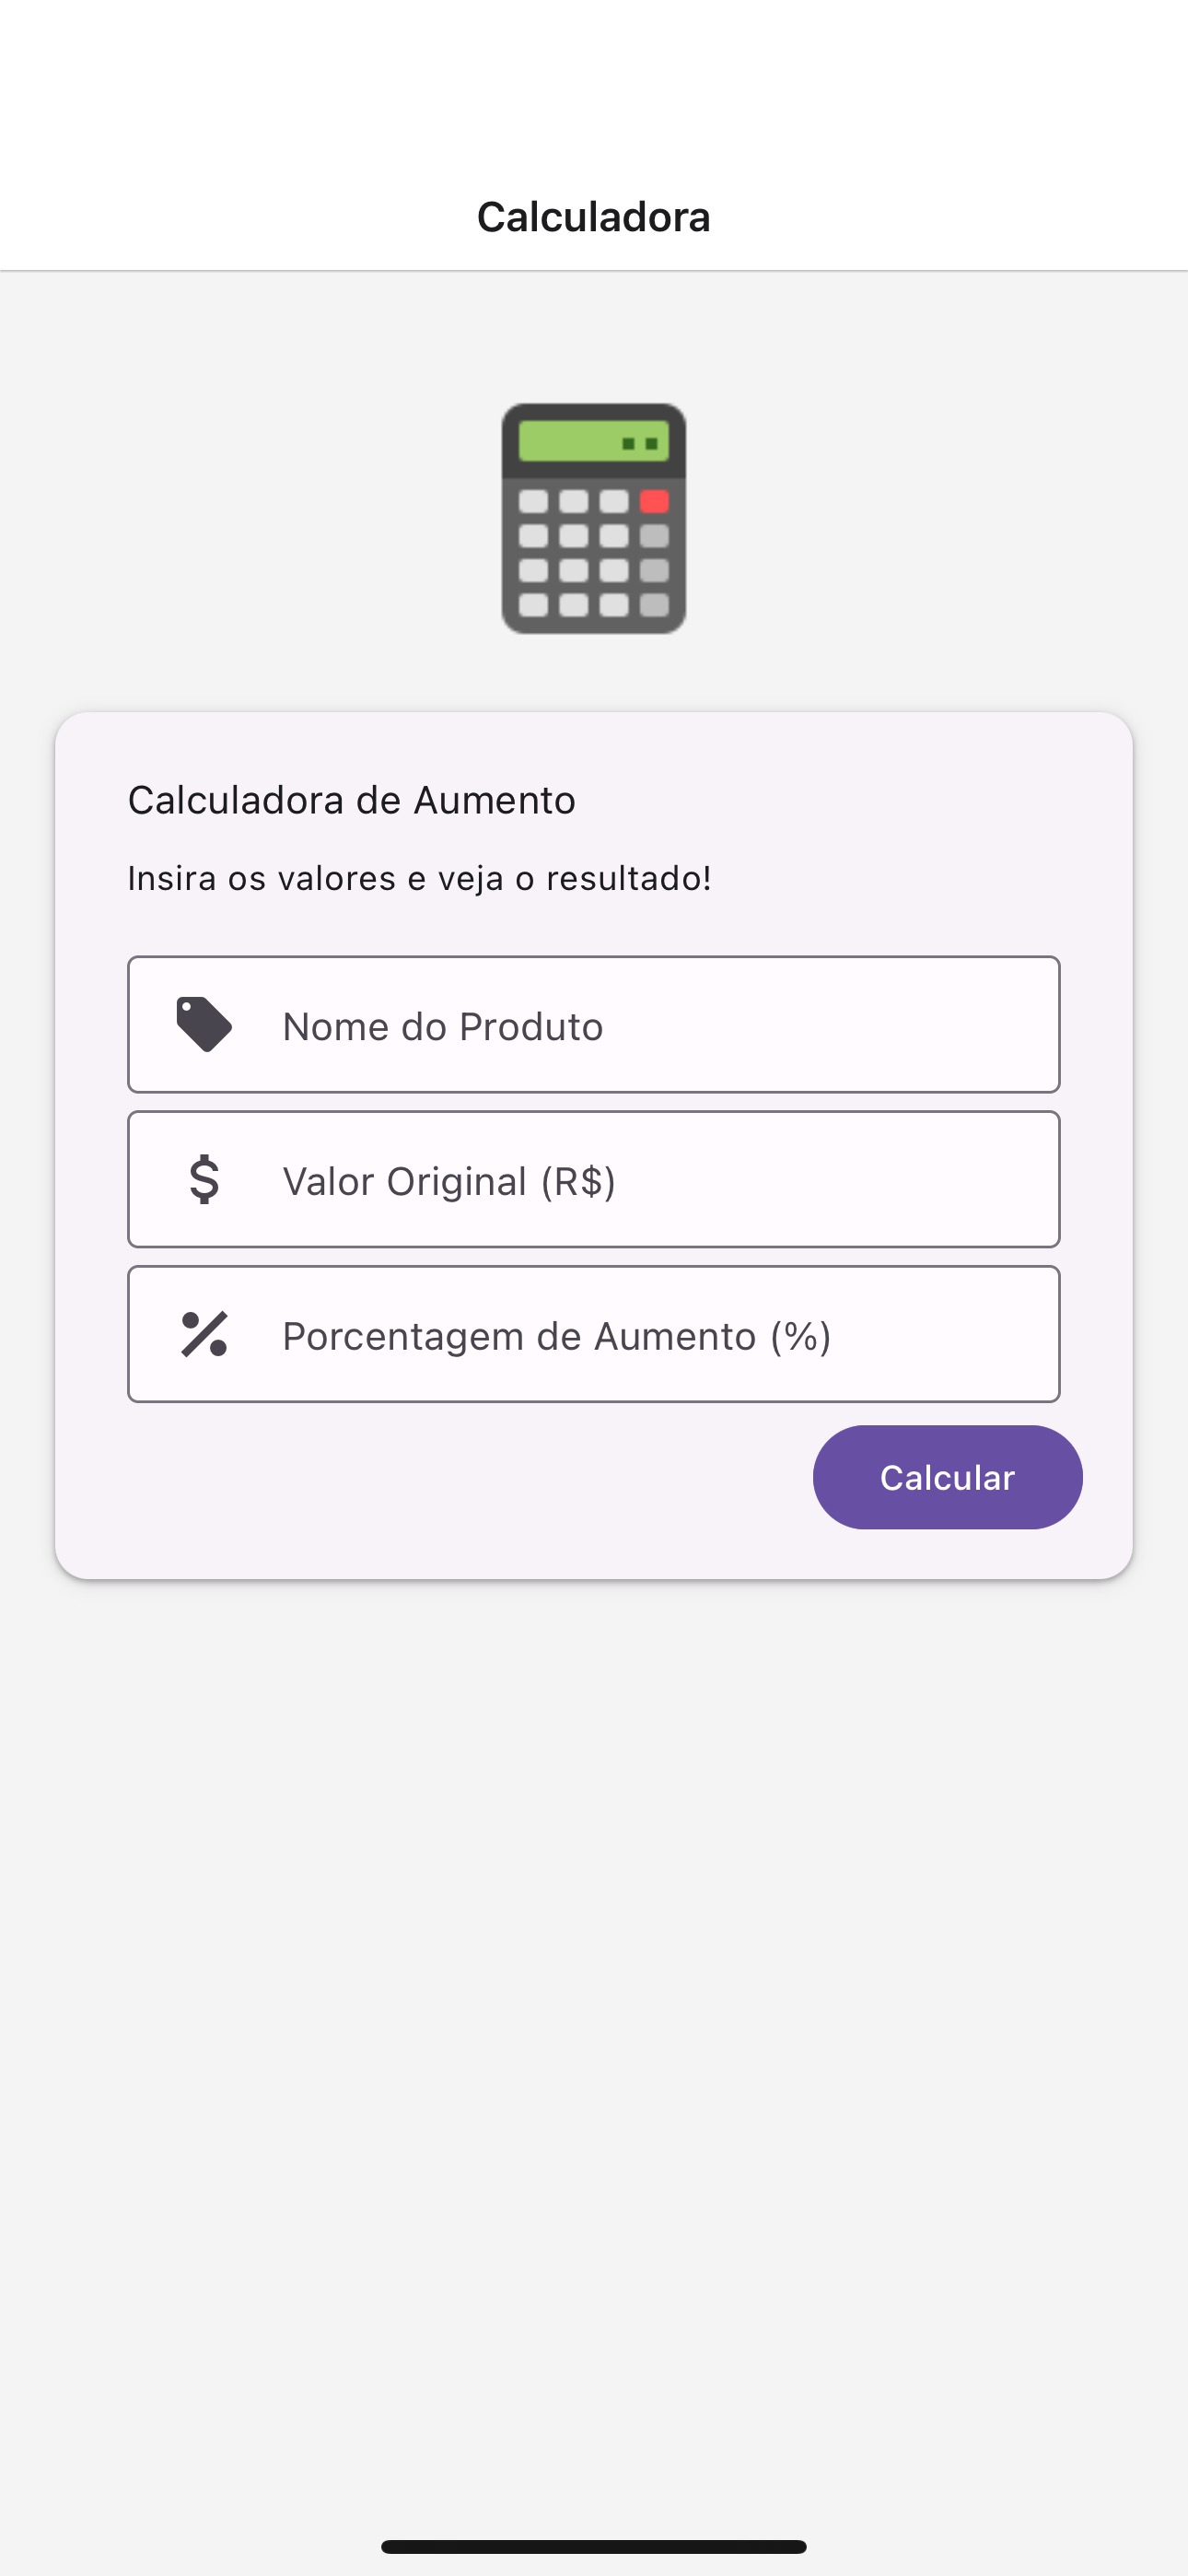 Calculadora
Calculadora de Aumento
Insira os valores e veja o resultado!
Nome do Produto
$ Valor Original (R$)
% Porcentagem de Aumento (%)
Calcular